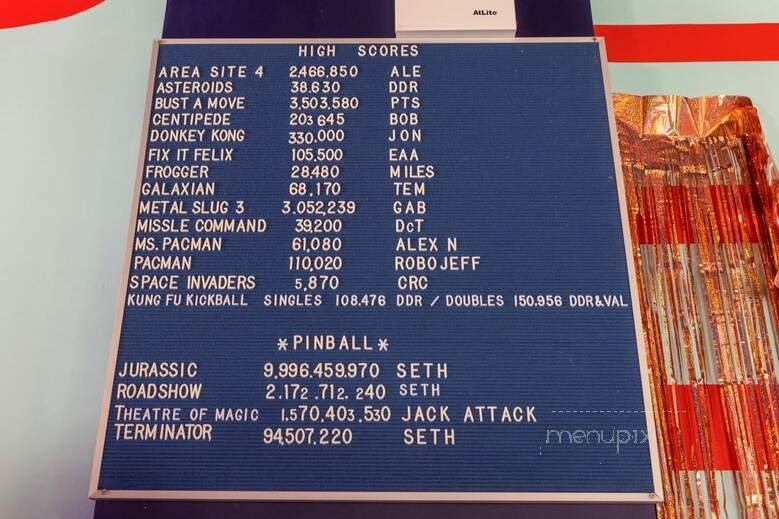 AtLite
HIGH SCORES
AREA SITE 4 2,466,850 ALE
ASTEROIDS 38.630 DDR
BUST A MOVE 3,503,580 PTS
CENTIPEDE 203 645 BOB
DONKEY KONG 330.000 JON
FIX IT FELIX 105,500 EAA
FROGGER 28,480 MILES
GALAXIAN 68,170 TEM
METAL SLUG 3 3.052,239 GAB
MISSLE COMMAND 39,200 DcT
MS. PACMAN 61,080 ALEX N
PACMAN 110,020 ROBOJEFF
SPACE INVADERS 5,870 CRC
KUNG FU KICKBALL SINGLES 108.476 DDR / DOUBLES 150.956 DDR&VAL
*PINBALL*
JURASSIC 9,996.459.970 SETH
ROADSHOW 2.172.712.240 SETH
THEATRE OF MAGIC 1.570,403,530 JACK ATTACK
TERMINATOR 94,507.220 SETH
menupix